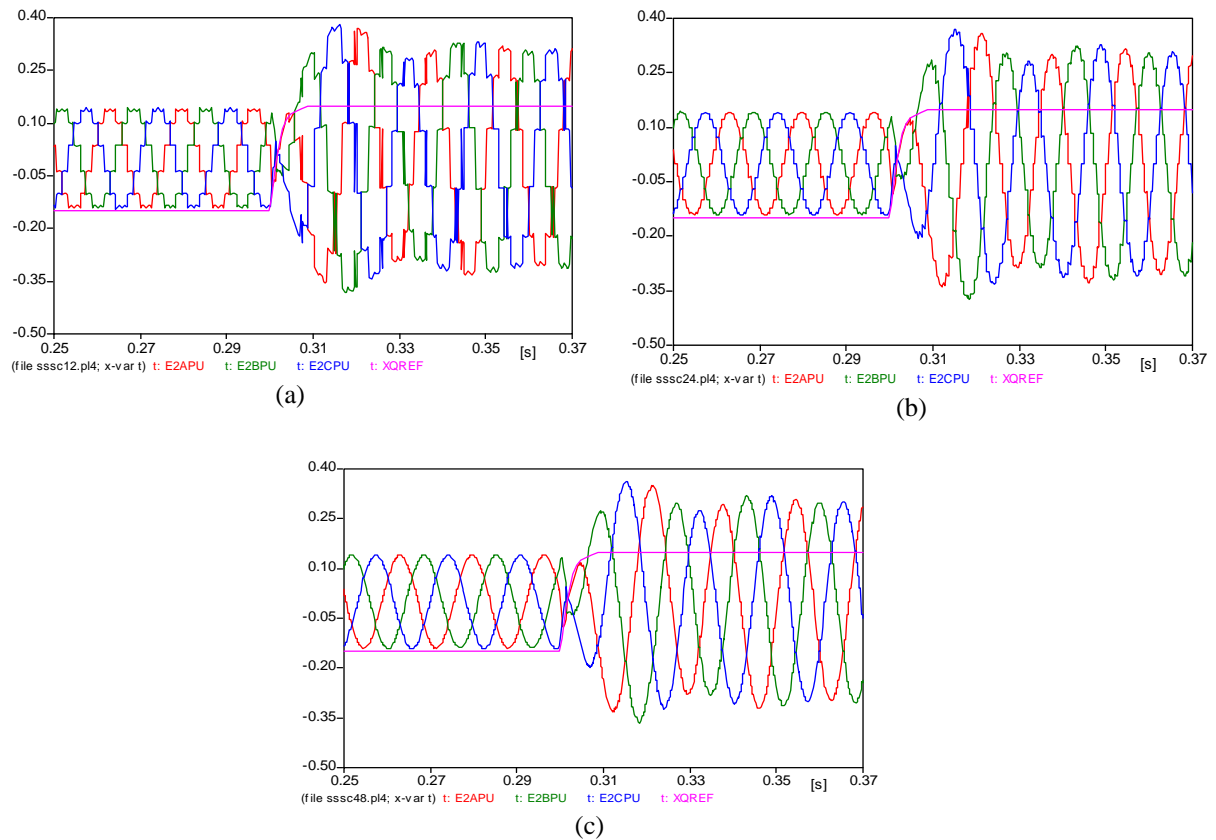 0.40
0.25
0.10
-0.05
-0.20
-0.35
-0.50
0.25 0.27 0.29 0.31 0.33 0.35 [s] 0.37
(file sssc12.pl4; x-var t) t: E2APU t: E2BPU t: E2CPU t: XQREF
(a)
0.40
0.25
0.10
-0.05
-0.20
-0.35
-0.50
0.25 0.27 0.29 0.31 0.33 0.35 [s] 0.37
(file sssc24.pl4; x-var t) t: E2APU t: E2BPU t: E2CPU t: XQREF
(b)
0.40
0.25
0.10
-0.05
-0.20
-0.35
-0.50
0.25 0.27 0.29 0.31 0.33 0.35 [s] 0.37
(file sssc48.pl4; x-var t) t: E2APU t: E2BPU t: E2CPU t: XQREF
(c)